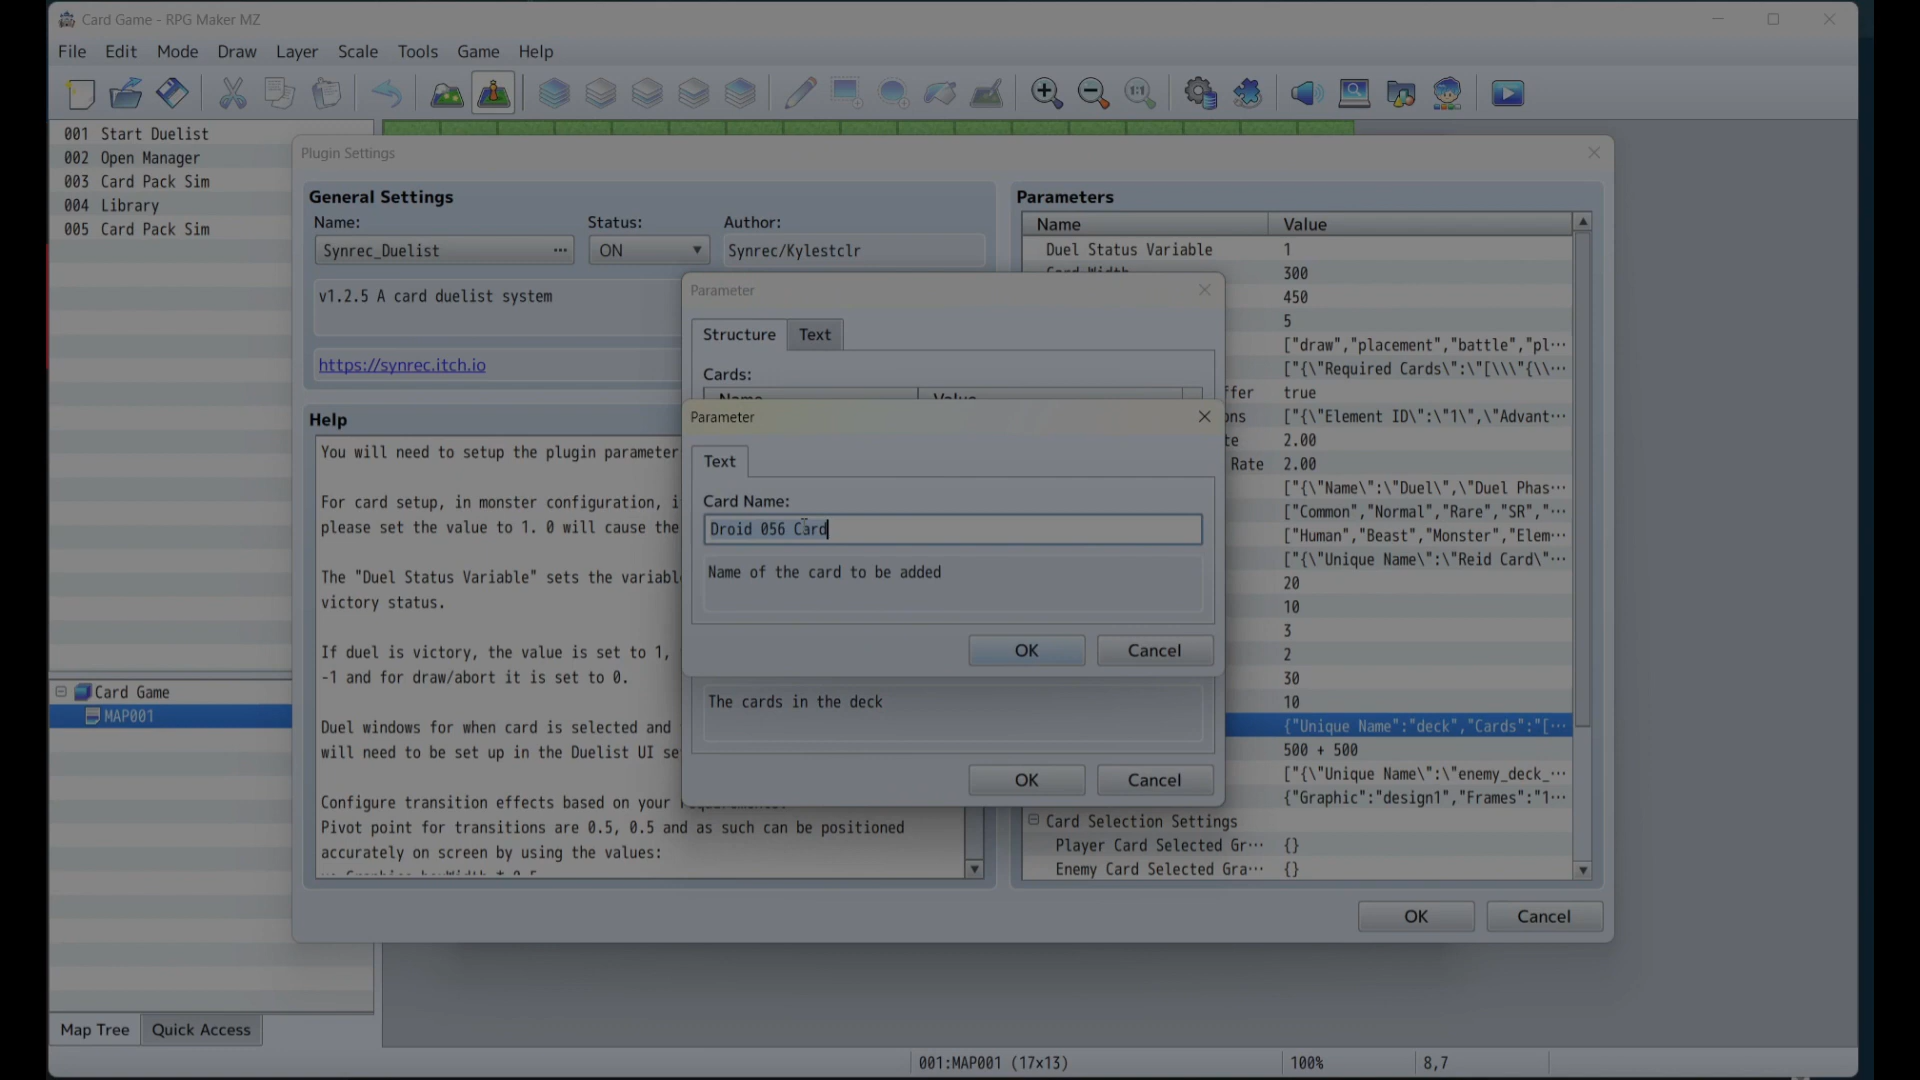 Card Game - RPG Maker MZ
File Edit Mode Draw Layer Scale Tools Game Help
1:1
001 Start Duelist
002 Open Manager
003 Card Pack Sim
004 Library
005 Card Pack Sim
Card Game
MAP001
Map Tree Quick Access
Plugin Settings
General Settings
Name: Status: Author:
Synrec_Duelist ... ON Synrec/Kylestclr
v1.2.5 A card duelist system
https://synrec.itch.io
Help
You will need to setup the plugin parameter
For card setup, in monster configuration, i
please set the value to 1. 0 will cause the
The "Duel Status Variable" sets the variabl
victory status.
If duel is victory, the value is set to 1,
-1 and for draw/abort it is set to 0.
Duel windows for when card is selected and
will need to be set up in the Duelist UI se
Configure transition effects based on your
Pivot point for transitions are 0.5, 0.5 and as such can be positioned
accurately on screen by using the values:
Parameter
Structure Text
Cards:
Name Value
Parameter
Text
Card Name:
Droid 056 Card
Name of the card to be added
OK Cancel
The cards in the deck
OK Cancel
Parameters
Name Value
Duel Status Variable 1
Card Width 300
450
5
["draw","placement","battle","pl···
["{\"Required Cards\":\"[\\\"{\\···
ffer true
ons ["{\"Element ID\":\"1\",\"Advant···
te 2.00
Rate 2.00
["{\"Name\":\"Duel\",\"Duel Phas···
["Common","Normal","Rare","SR","···
["Human","Beast","Monster","Elem···
["{\"Unique Name\":\"Reid Card\"···
20
10
3
2
30
10
{"Unique Name":"deck","Cards":"[···
500 + 500
["{\"Unique Name\":\"enemy_deck_···
{"Graphic":"design1","Frames":"1···
Card Selection Settings
Player Card Selected Gr··· {}
Enemy Card Selected Gra··· {}
OK Cancel
001:MAP001 (17x13) 100% 8,7